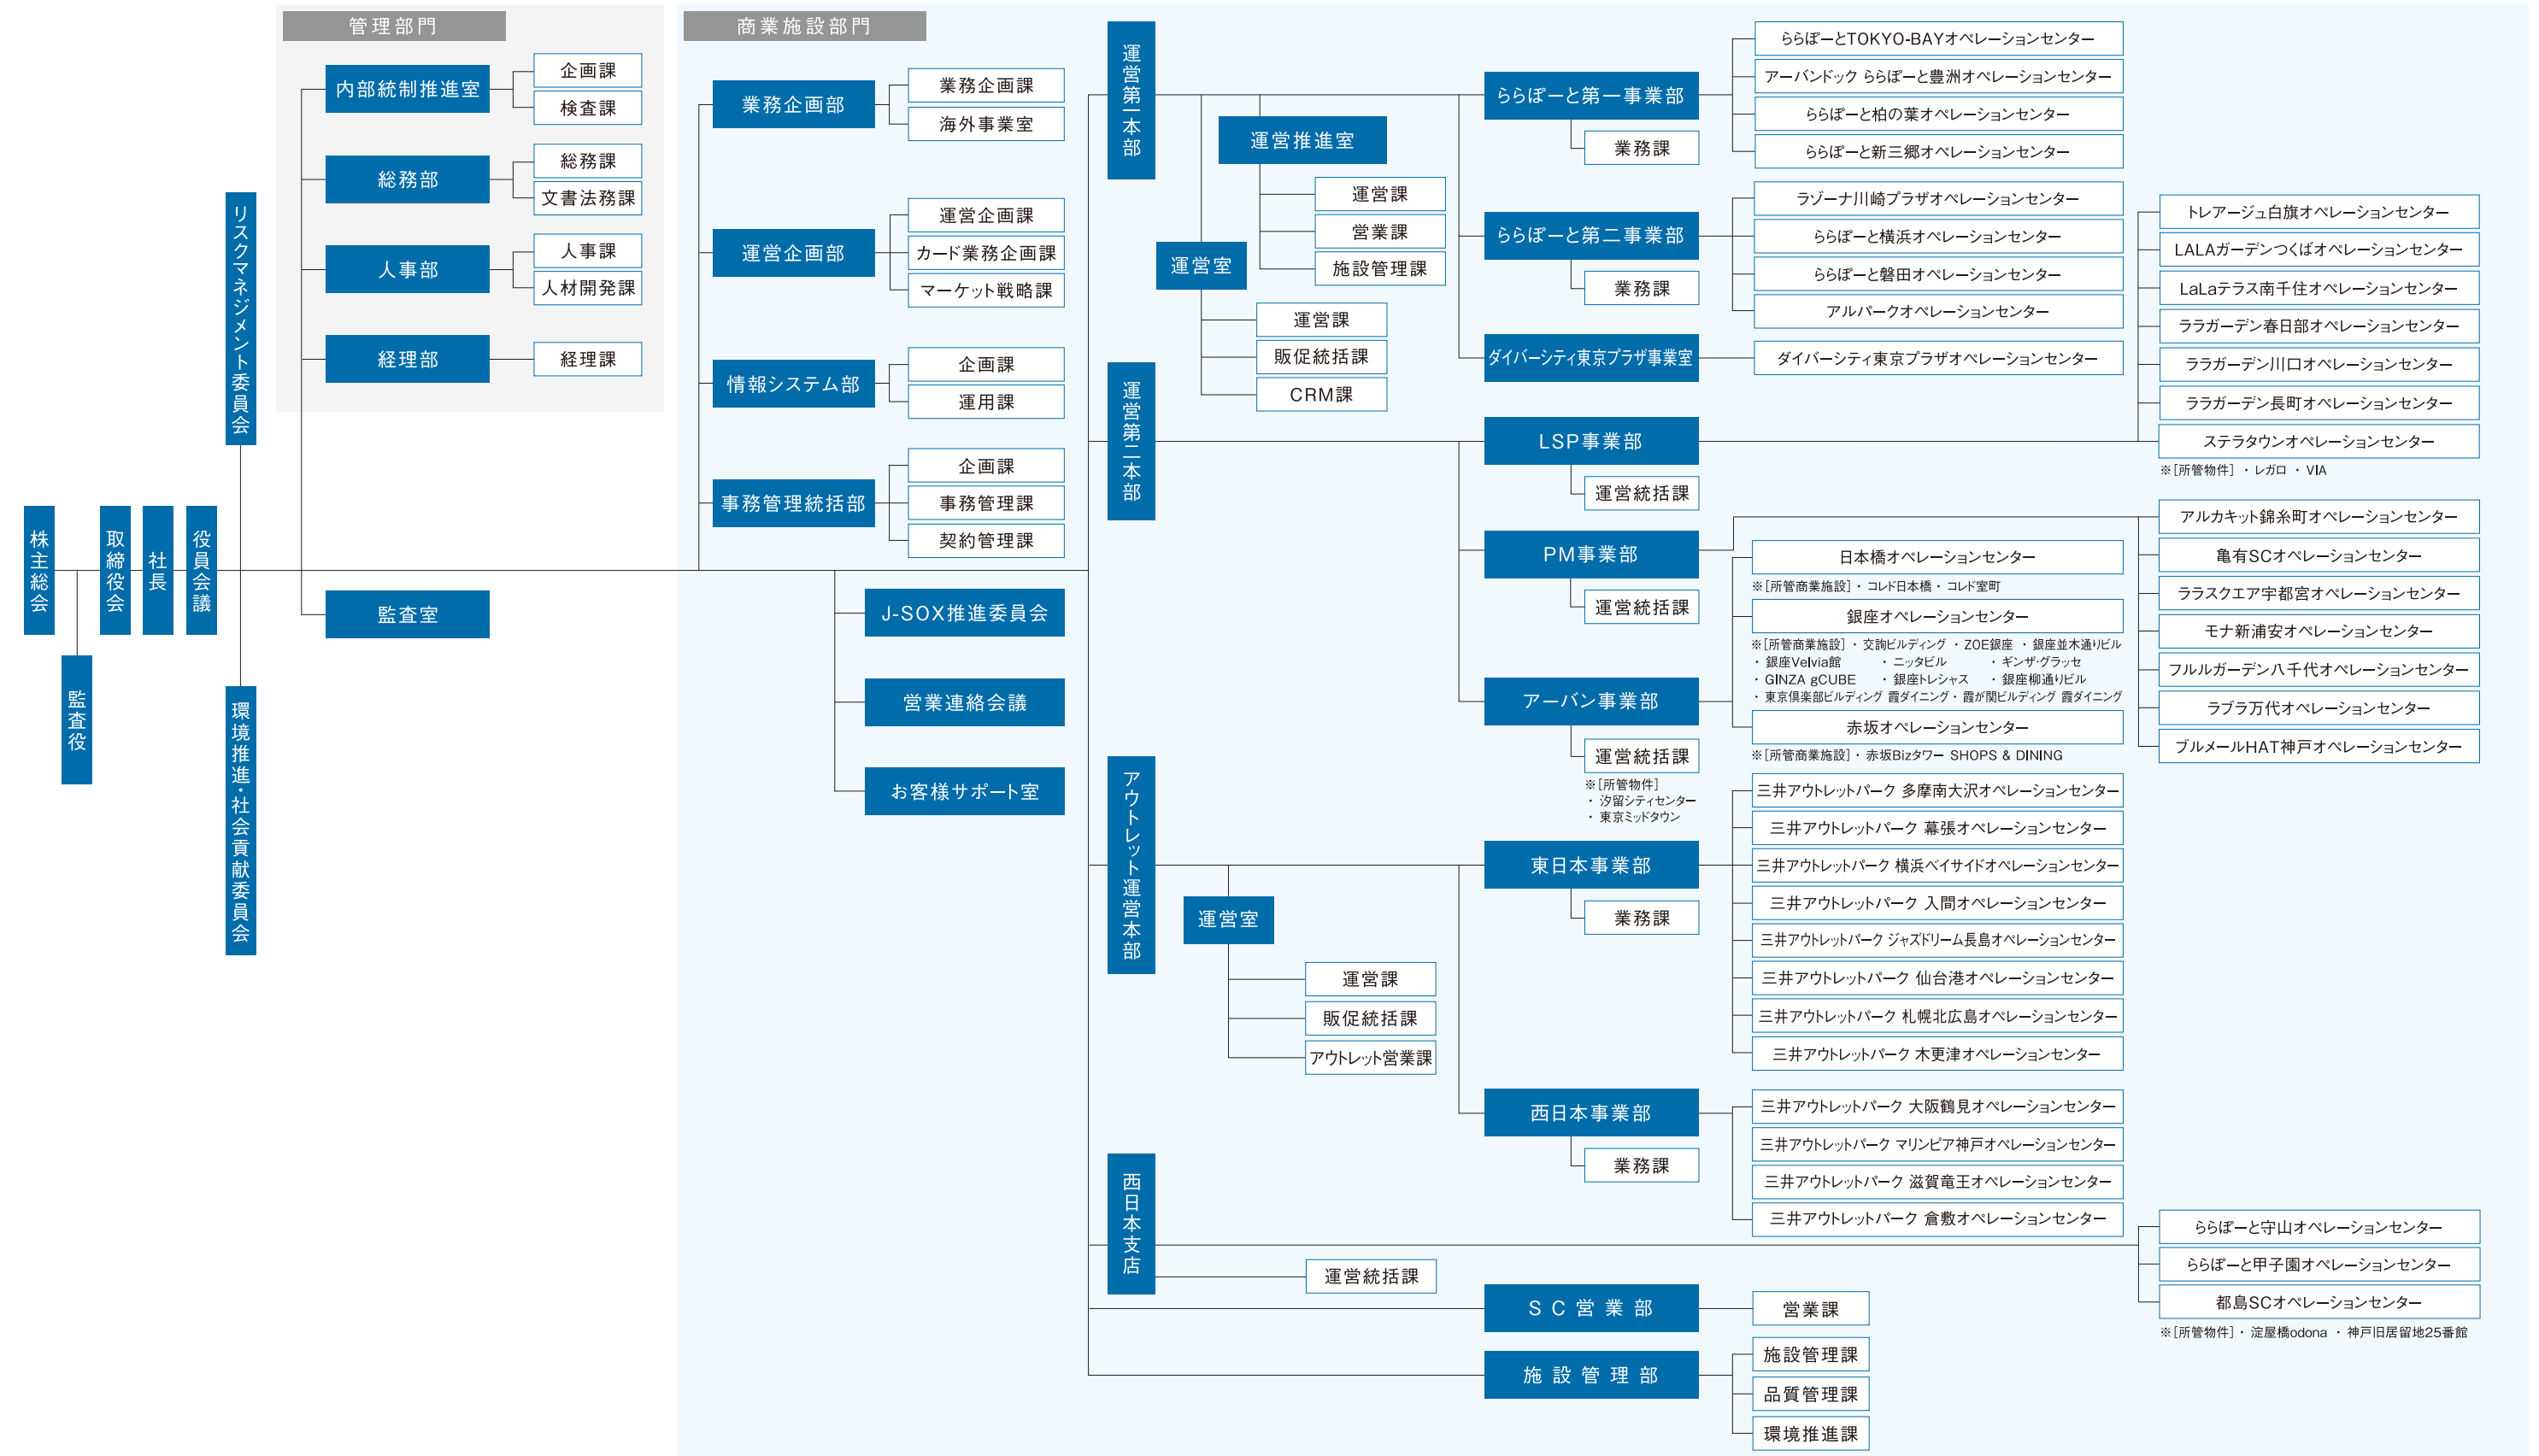 株主総会
監査役
取締役会
社長
役員会議
リスクマネジメント委員会
環境推進・社会貢献委員会
管理部門
内部統制推進室
企画課
検査課
総務部
総務課
文書法務課
人事部
人事課
人材開発課
経理部
経理課
監査室
商業施設部門
業務企画部
業務企画課
海外事業室
運営企画部
運営企画課
カード業務企画課
マーケット戦略課
情報システム部
企画課
運用課
事務管理統括部
企画課
事務管理課
契約管理課
J-SOX推進委員会
営業連絡会議
お客様サポート室
運営第一本部
運営推進室
運営課
営業課
施設管理課
運営室
運営課
販促統括課
CRM課
ららぽーと第一事業部
業務課
ららぽーとTOKYO-BAYオペレーションセンター
アーバンドック ららぽーと豊洲オペレーションセンター
ららぽーと柏の葉オペレーションセンター
ららぽーと新三郷オペレーションセンター
ららぽーと第二事業部
業務課
ラゾーナ川崎プラザオペレーションセンター
ららぽーと横浜オペレーションセンター
ららぽーと磐田オペレーションセンター
アルパークオペレーションセンター
ダイバーシティ東京プラザ事業室
ダイバーシティ東京プラザオペレーションセンター
運営第二本部
LSP事業部
運営統括課
トレアージュ白旗オペレーションセンター
LALAガーデンつくばオペレーションセンター
LaLaテラス南千住オペレーションセンター
ララガーデン春日部オペレーションセンター
ララガーデン川口オペレーションセンター
ララガーデン長町オペレーションセンター
ステラタウンオペレーションセンター
※[所管物件] ・ レガロ ・ VIA
PM事業部
運営統括課
アルカキット錦糸町オペレーションセンター
亀有SCオペレーションセンター
ララスクエア宇都宮オペレーションセンター
モナ新浦安オペレーションセンター
フルルガーデン八千代オペレーションセンター
ラブラ万代オペレーションセンター
ブルメールHAT神戸オペレーションセンター
アーバン事業部
運営統括課
※[所管物件]
・ 汐留シティセンター
・ 東京ミッドタウン
日本橋オペレーションセンター
※[所管商業施設] ・ コレド日本橋 ・ コレド室町
銀座オペレーションセンター
※[所管商業施設] ・ 交詢ビルディング ・ ZOE銀座 ・ 銀座並木通りビル
・ 銀座Velvia館 ・ ニッタビル ・ ギンザ・グラッセ
・ GINZA gCUBE ・ 銀座トレシャス ・ 銀座柳通りビル
・ 東京倶楽部ビルディング 霞ダイニング ・ 霞が関ビルディング 霞ダイニング
赤坂オペレーションセンター
※[所管商業施設] ・ 赤坂Bizタワー SHOPS & DINING
アウトレット運営本部
運営室
運営課
販促統括課
アウトレット営業課
東日本事業部
業務課
三井アウトレットパーク 多摩南大沢オペレーションセンター
三井アウトレットパーク 幕張オペレーションセンター
三井アウトレットパーク 横浜ベイサイドオペレーションセンター
三井アウトレットパーク 入間オペレーションセンター
三井アウトレットパーク ジャズドリーム長島オペレーションセンター
三井アウトレットパーク 仙台港オペレーションセンター
三井アウトレットパーク 札幌北広島オペレーションセンター
三井アウトレットパーク 木更津オペレーションセンター
西日本事業部
業務課
三井アウトレットパーク 大阪鶴見オペレーションセンター
三井アウトレットパーク マリンピア神戸オペレーションセンター
三井アウトレットパーク 滋賀竜王オペレーションセンター
三井アウトレットパーク 倉敷オペレーションセンター
西日本支店
運営統括課
ららぽーと守山オペレーションセンター
ららぽーと甲子園オペレーションセンター
都島SCオペレーションセンター
※[所管物件] ・ 淀屋橋odona ・ 神戸旧居留地25番館
SC営業部
営業課
施設管理部
施設管理課
品質管理課
環境推進課